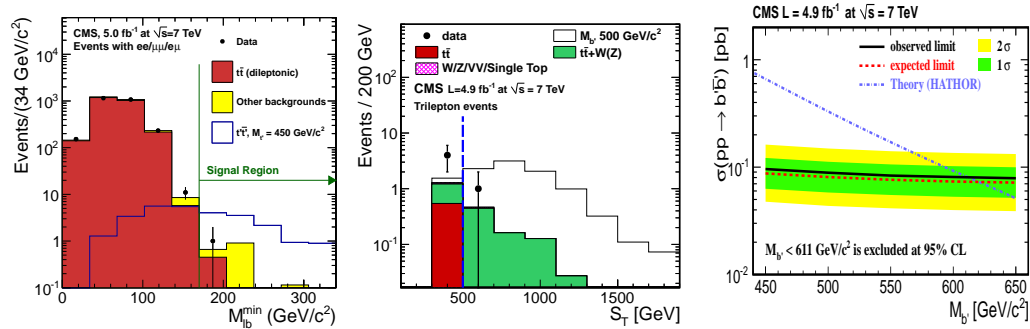 CMS, 5.0 fb⁻¹ at √s=7 TeV
Events with ee/μμ/eμ
Data
tt̄ (dileptonic)
Other backgrounds
t't̄', M_t' = 450 GeV/c²
Signal Region
Events/(34 GeV/c²)
10⁴
10³
10²
10
1
10⁻¹
0 100 200 300
M_lb^min (GeV/c²)
data
M_b' 500 GeV/c²
tt̄
tt̄+W(Z)
W/Z/VV/Single Top
CMS L=4.9 fb⁻¹ at √s = 7 TeV
Trilepton events
Events / 200 GeV
10²
10
1
10⁻¹
500 1000 1500
S_T [GeV]
CMS L = 4.9 fb⁻¹ at √s = 7 TeV
observed limit
2σ
expected limit
1σ
Theory (HATHOR)
σ(pp → b'b̄') [pb]
1
10⁻¹
10⁻²
M_b' < 611 GeV/c² is excluded at 95% CL
450 500 550 600 650
M_b' [GeV/c²]